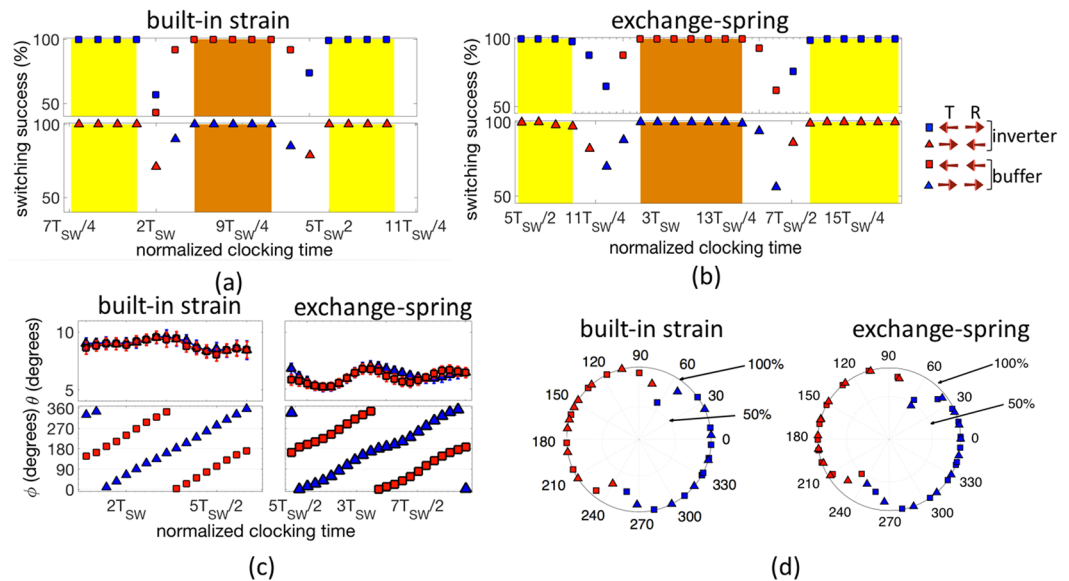 built-in strain
switching success (%)
100
50
100
50
7T_SW/4 2T_SW 9T_SW/4 5T_SW2 11T_SW/4
normalized clocking time
(a)
exchange-spring
switching success (%)
100
50
100
50
5T_SW/2 11T_SW/4 3T_SW 13T_SW/4 7T_SW/2 15T_SW/4
normalized clocking time
(b)
T R
inverter
buffer
built-in strain exchange-spring
θ (degrees)
10
5
ϕ (degrees)
360
270
180
90
0
2T_SW 5T_SW/2 5T_SW/2 3T_SW 7T_SW/2
normalized clocking time
(c)
built-in strain
90
120 60
150 30
180 0
210 330
240 300
270
100%
50%
exchange-spring
90
120 60
150 30
180 0
210 330
240 300
270
100%
50%
(d)